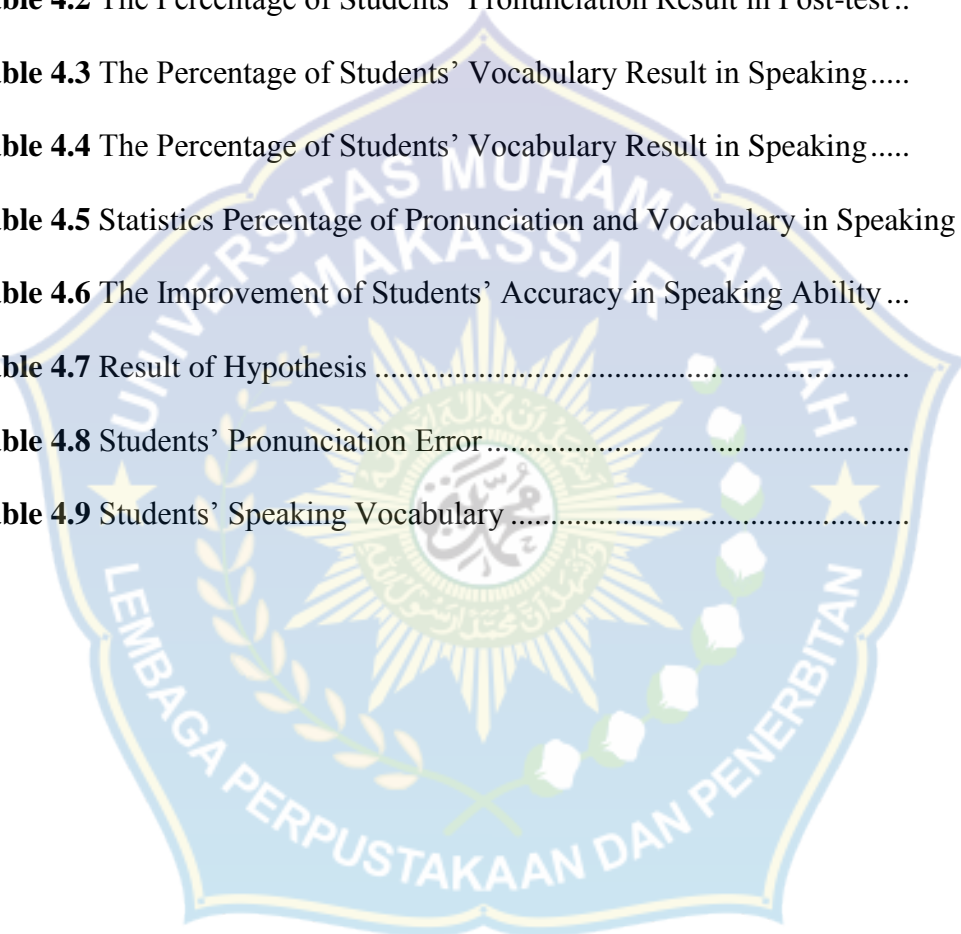 ble 4.2 The Percentage of Students' Pronunciation Result in Post-test ..
ble 4.3 The Percentage of Students' Vocabulary Result in Speaking .....
ble 4.4 The Percentage of Students' Vocabulary Result in Speaking .....
ble 4.5 Statistics Percentage of Pronunciation and Vocabulary in Speaking
ble 4.6 The Improvement of Students' Accuracy in Speaking Ability ...
ble 4.7 Result of Hypothesis ....................................................................
ble 4.8 Students' Pronunciation Error ......................................................
ble 4.9 Students' Speaking Vocabulary ...................................................
UNIVERSITAS MUHAMMADIYAH
MAKASSAR
LEMBAGA PERPUSTAKAAN DAN PENERBITAN